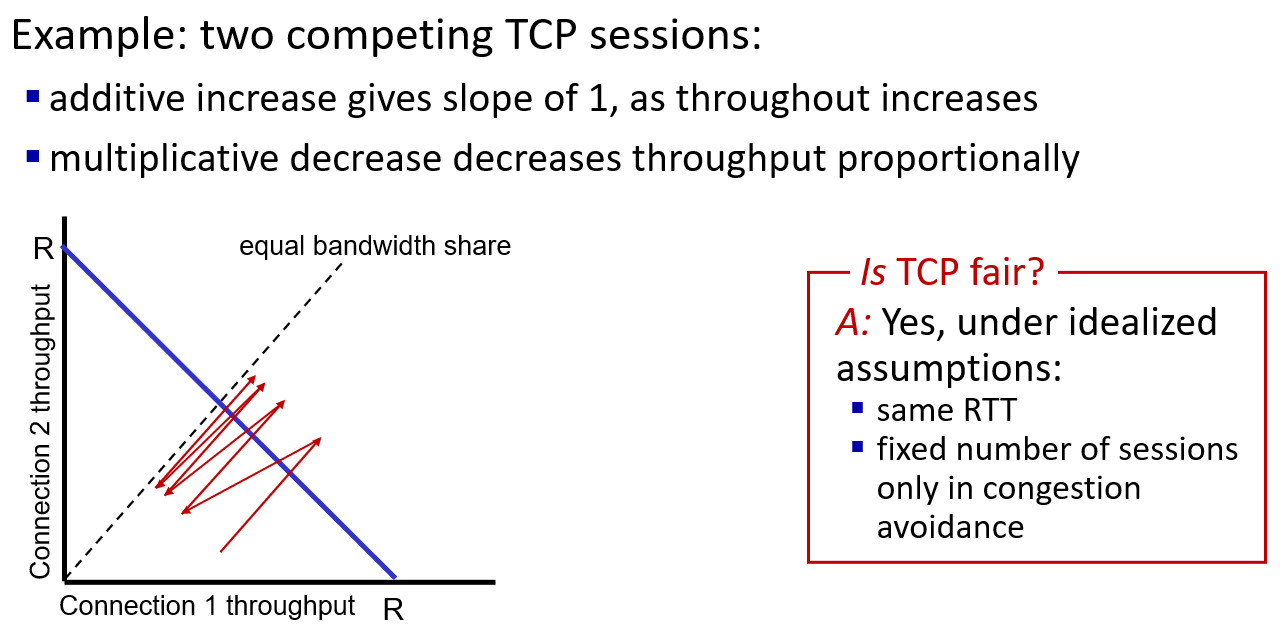 Example: two competing TCP sessions:
▪ additive increase gives slope of 1, as throughout increases
▪ multiplicative decrease decreases throughput proportionally
R
equal bandwidth share
Connection 2 throughput
Connection 1 throughput
R
Is TCP fair?
A: Yes, under idealized
assumptions:
▪ same RTT
▪ fixed number of sessions
only in congestion
avoidance